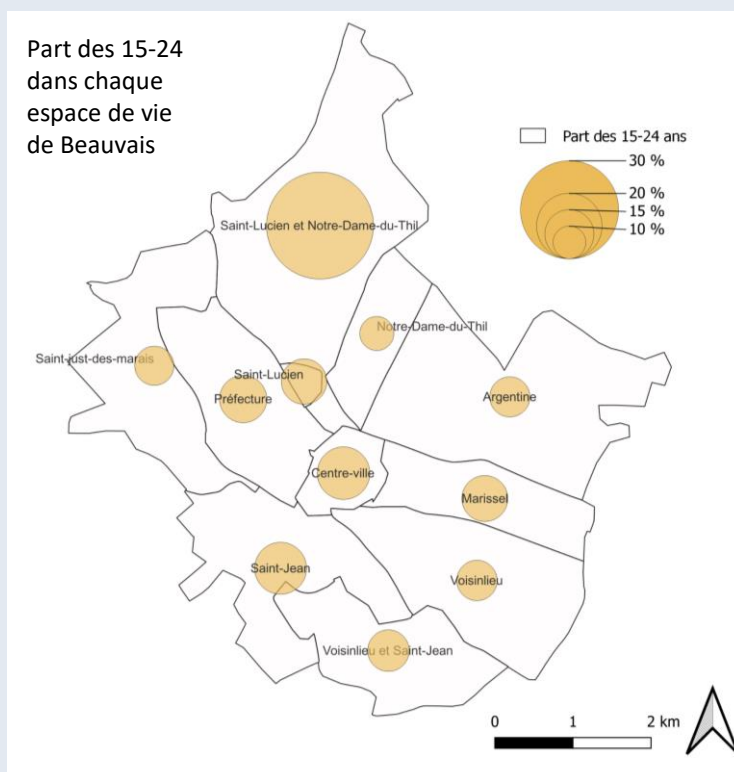 Part des 15-24
dans chaque
espace de vie
de Beauvais
Part des 15-24 ans
30 %
20 %
15 %
10 %
Saint-Lucien et Notre-Dame-du-Thil
Notre-Dame-du-Thil
Saint-just-des-marais
Saint-Lucien
Préfecture
Argentine
Centre-ville
Marissel
Saint-Jean
Voisinlieu
Voisinlieu et Saint-Jean
0 1 2 km